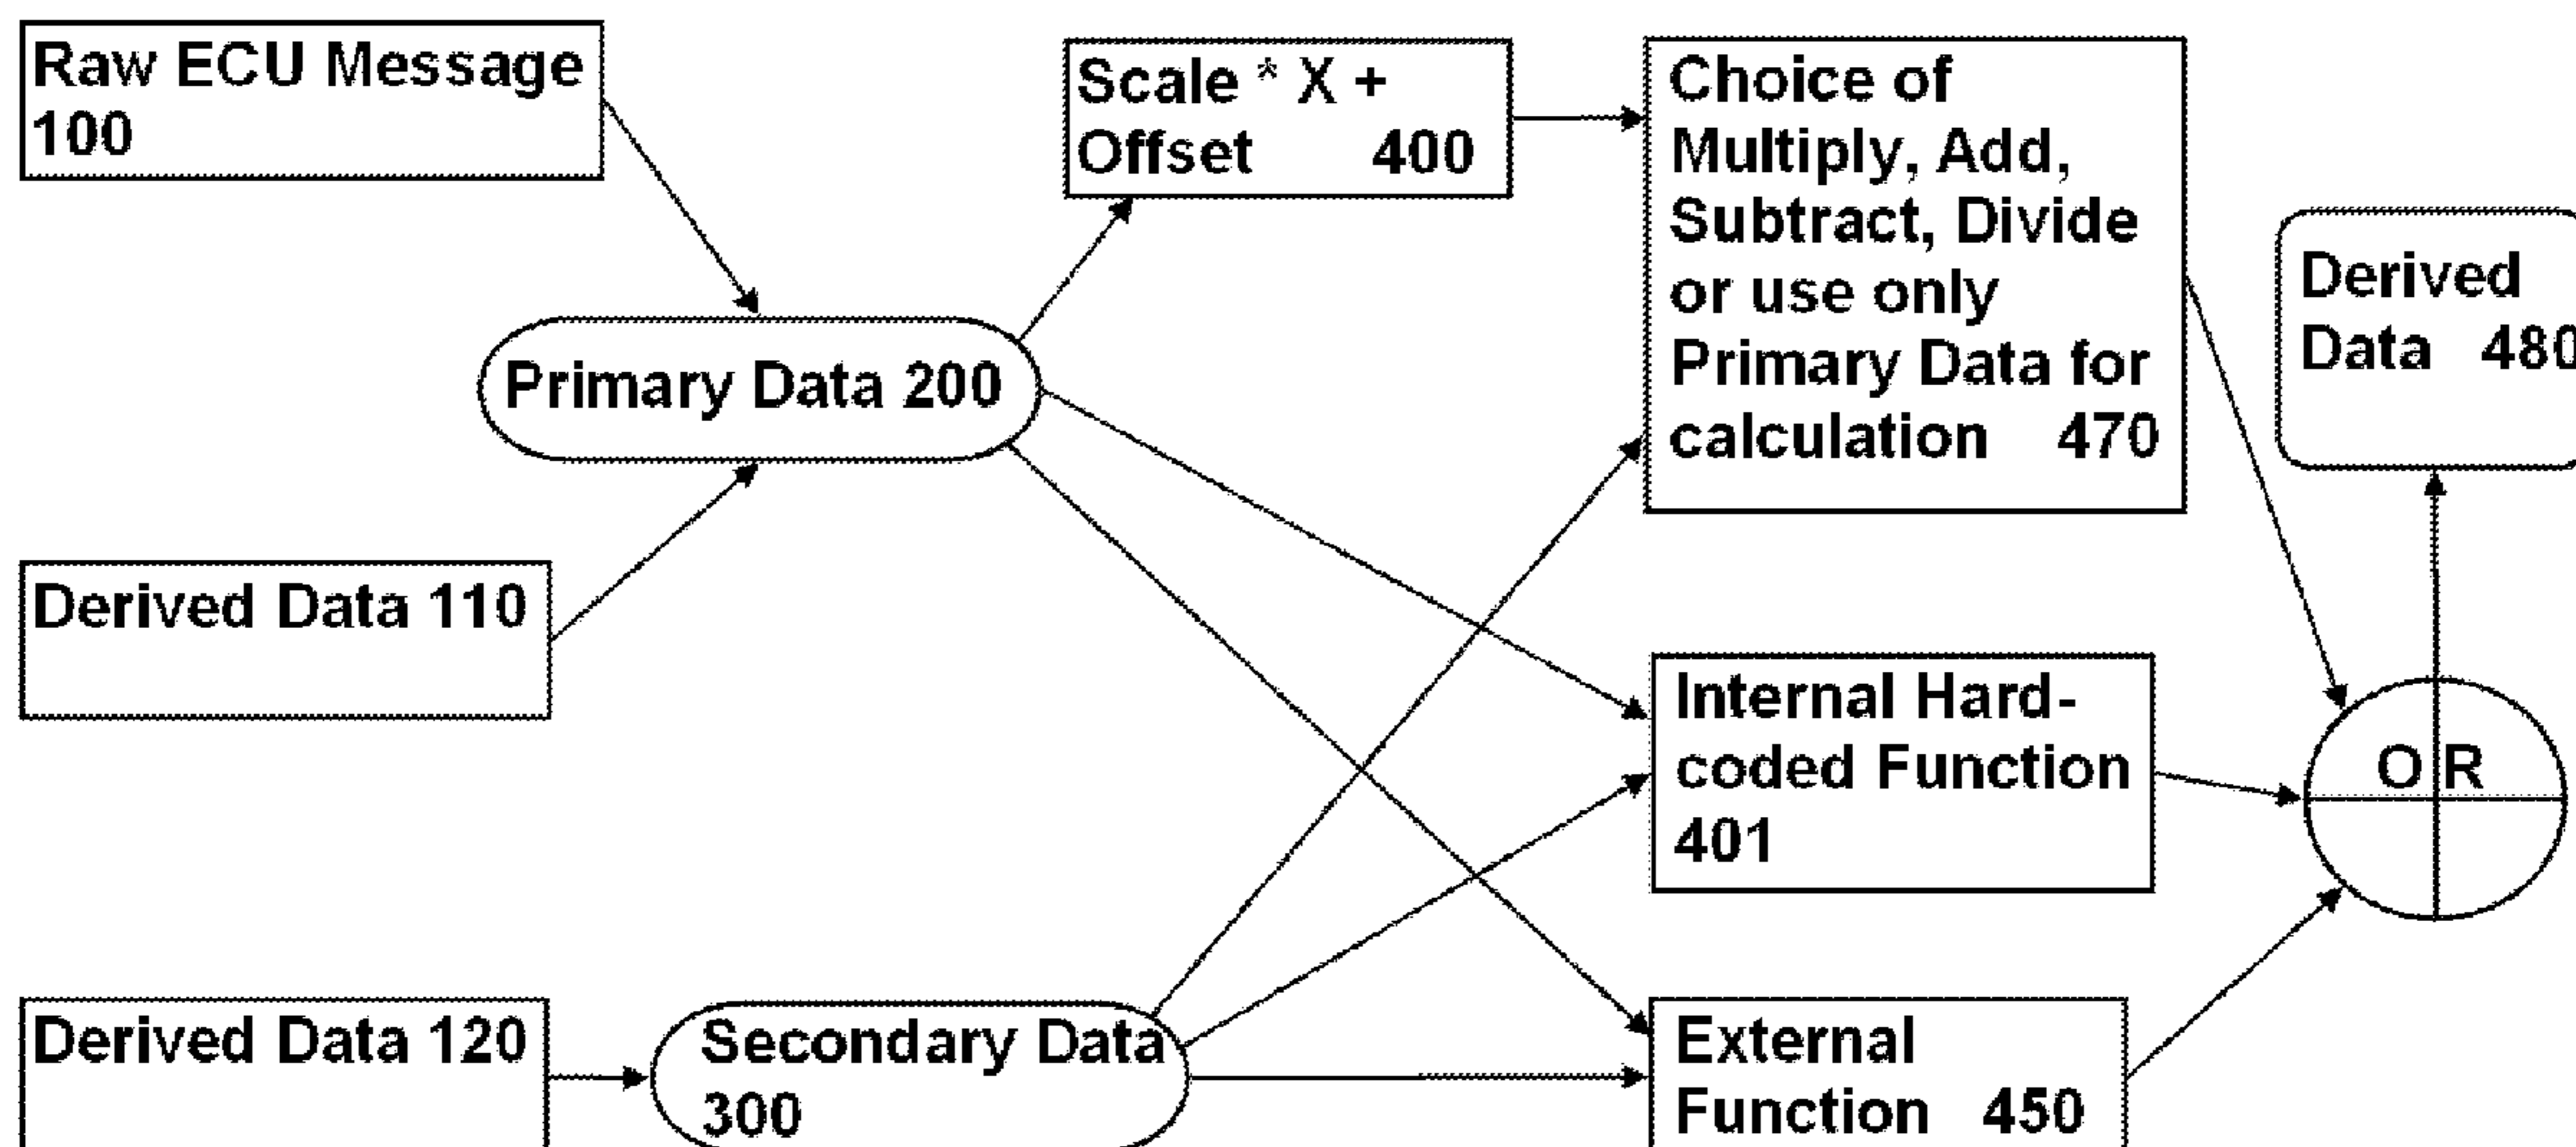 Raw ECU Message
100
Scale * X +
Offset 400
Choice of
Multiply, Add,
Subtract, Divide
or use only
Primary Data for
calculation 470
Derived
Data 480
Primary Data 200
Derived Data 110
Internal Hard-
coded Function
401
OR
Derived Data 120
Secondary Data
300
External
Function 450